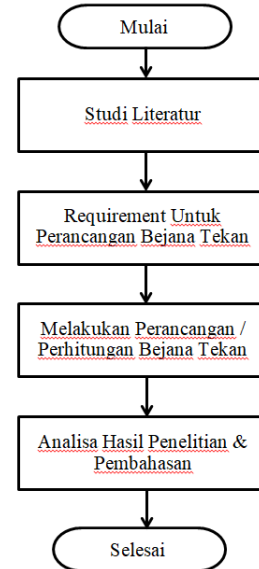 Mulai
Studi Literatur
Requirement Untuk
Perancangan Bejana Tekan
Melakukan Perancangan /
Perhitungan Bejana Tekan
Analisa Hasil Penelitian &
Pembahasan
Selesai